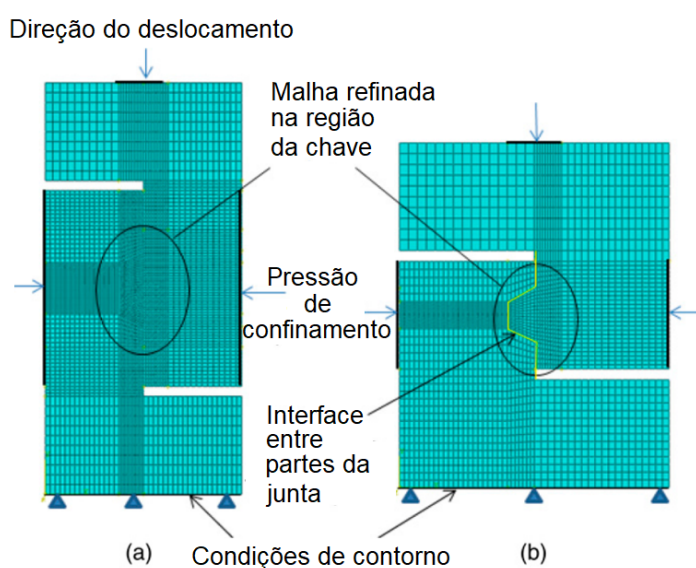 Direção do deslocamento
Malha refinada
na região
da chave
Pressão
de
confinamento
Interface
entre
partes da
junta
(a)
Condições de contorno
(b)